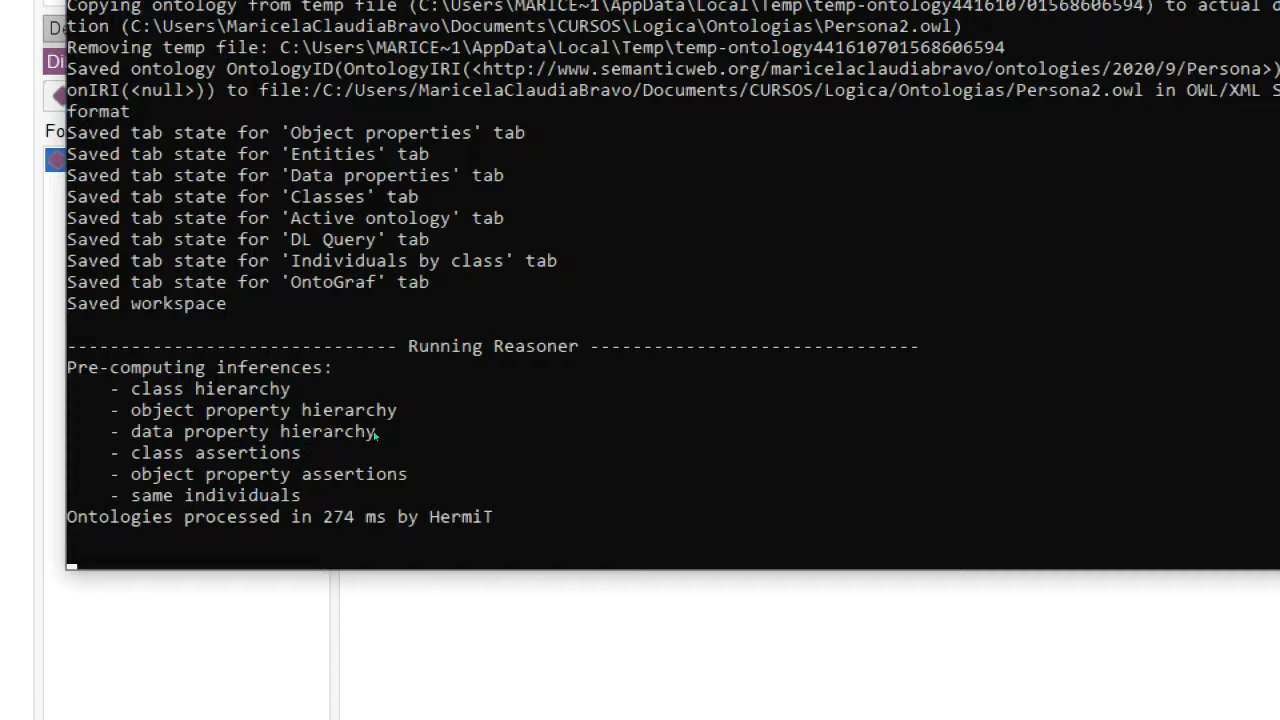 Copying ontology from temp file (C:\Users\MARICE~1\AppData\Local\Temp\temp-ontology441610701568606594) to actual
De
tion (C:\Users\MaricelaClaudiaBravo\Documents\CURSOS\Logica\Ontologias\Persona2.owl)
Removing temp file: C:\Users\MARICE~1\AppData\Local\Temp\temp-ontology441610701568606594
Di
Saved ontology OntologyID(OntologyIRI(<http://www.semanticweb.org/maricelaclaudiabravo/ontologies/2020/9/Persona>)
onIRI(<null>)) to file:/C:/Users/MaricelaClaudiaBravo/Documents/CURSOS/Logica/Ontologias/Persona2.owl in OWL/XML S
format
Fo
Saved tab state for 'Object properties' tab
Saved tab state for 'Entities' tab
Saved tab state for 'Data properties' tab
Saved tab state for 'Classes' tab
Saved tab state for 'Active ontology' tab
Saved tab state for 'DL Query' tab
Saved tab state for 'Individuals by class' tab
Saved tab state for 'OntoGraf' tab
Saved workspace
------------------------------- Running Reasoner -------------------------------
Pre-computing inferences:
- class hierarchy
- object property hierarchy
- data property hierarchy
- class assertions
- object property assertions
- same individuals
Ontologies processed in 274 ms by HermiT